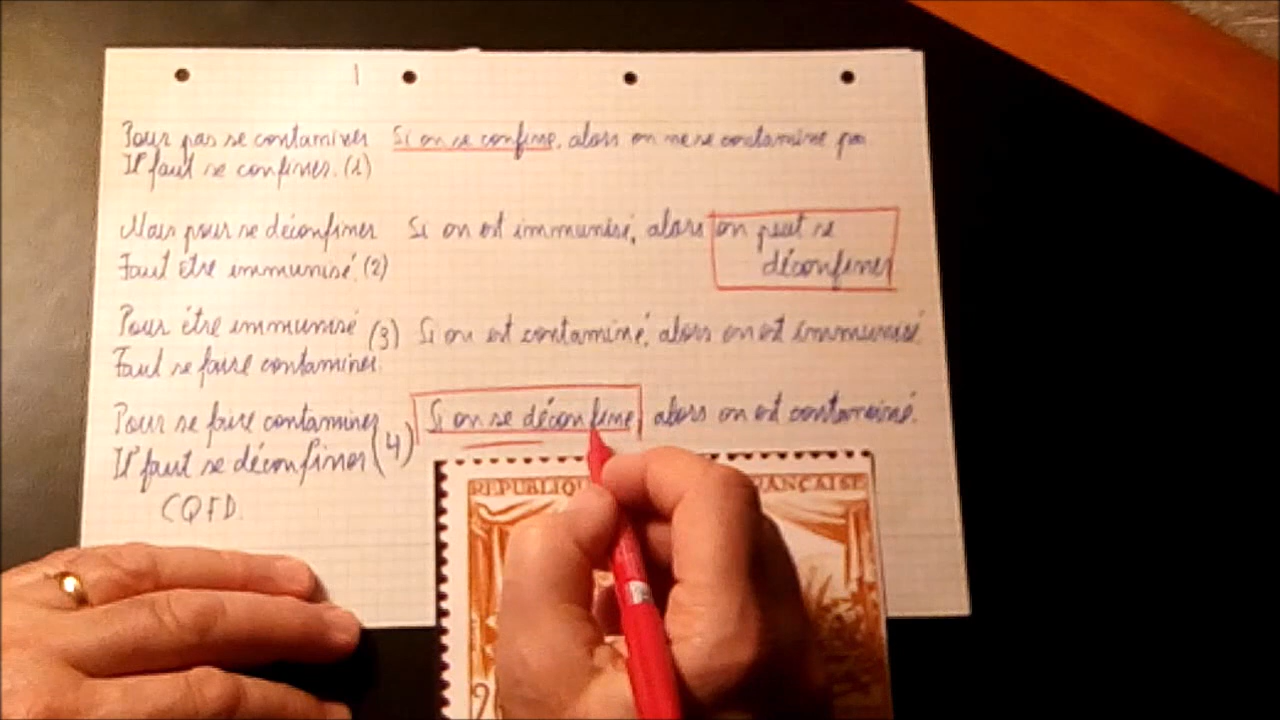 1
Pour pas se contaminer Si on se confine, alors on ne se contamine pas
Il faut se confiner. (1)
Mais pour se déconfiner Si on est immunisé, alors on peut se
Faut être immunisé. (2) déconfiner
Pour être immunisé (3) Si on est contaminé, alors on est immunisé.
Faut se faire contaminer.
Pour se faire contaminer Si on se déconfine, alors on est contaminé.
Il faut se déconfiner (4)
CQFD.
REPUBLIQU FRANÇAISE
2